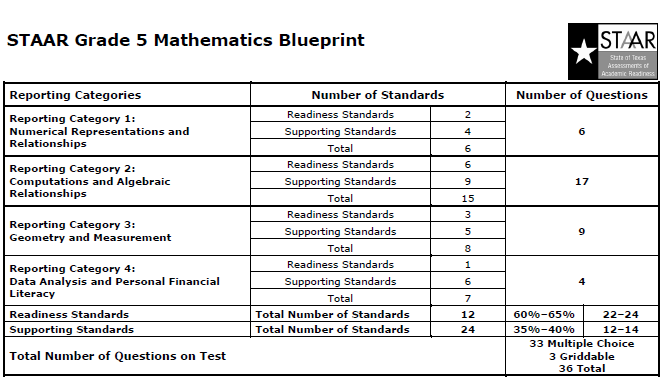 STAAR Grade 5 Mathematics Blueprint
STAAR
State of Texas
Assessments of
Academic Readiness
Reporting Categories Number of Standards Number of Questions
Reporting Category 1:
Numerical Representations and
Relationships
Readiness Standards 2
Supporting Standards 4
Total 6
6
Reporting Category 2:
Computations and Algebraic
Relationships
Readiness Standards 6
Supporting Standards 9
Total 15
17
Reporting Category 3:
Geometry and Measurement
Readiness Standards 3
Supporting Standards 5
Total 8
9
Reporting Category 4:
Data Analysis and Personal Financial
Literacy
Readiness Standards 1
Supporting Standards 6
Total 7
4
Readiness Standards Total Number of Standards 12 60%–65% 22–24
Supporting Standards Total Number of Standards 24 35%–40% 12–14
Total Number of Questions on Test
33 Multiple Choice
3 Griddable
36 Total